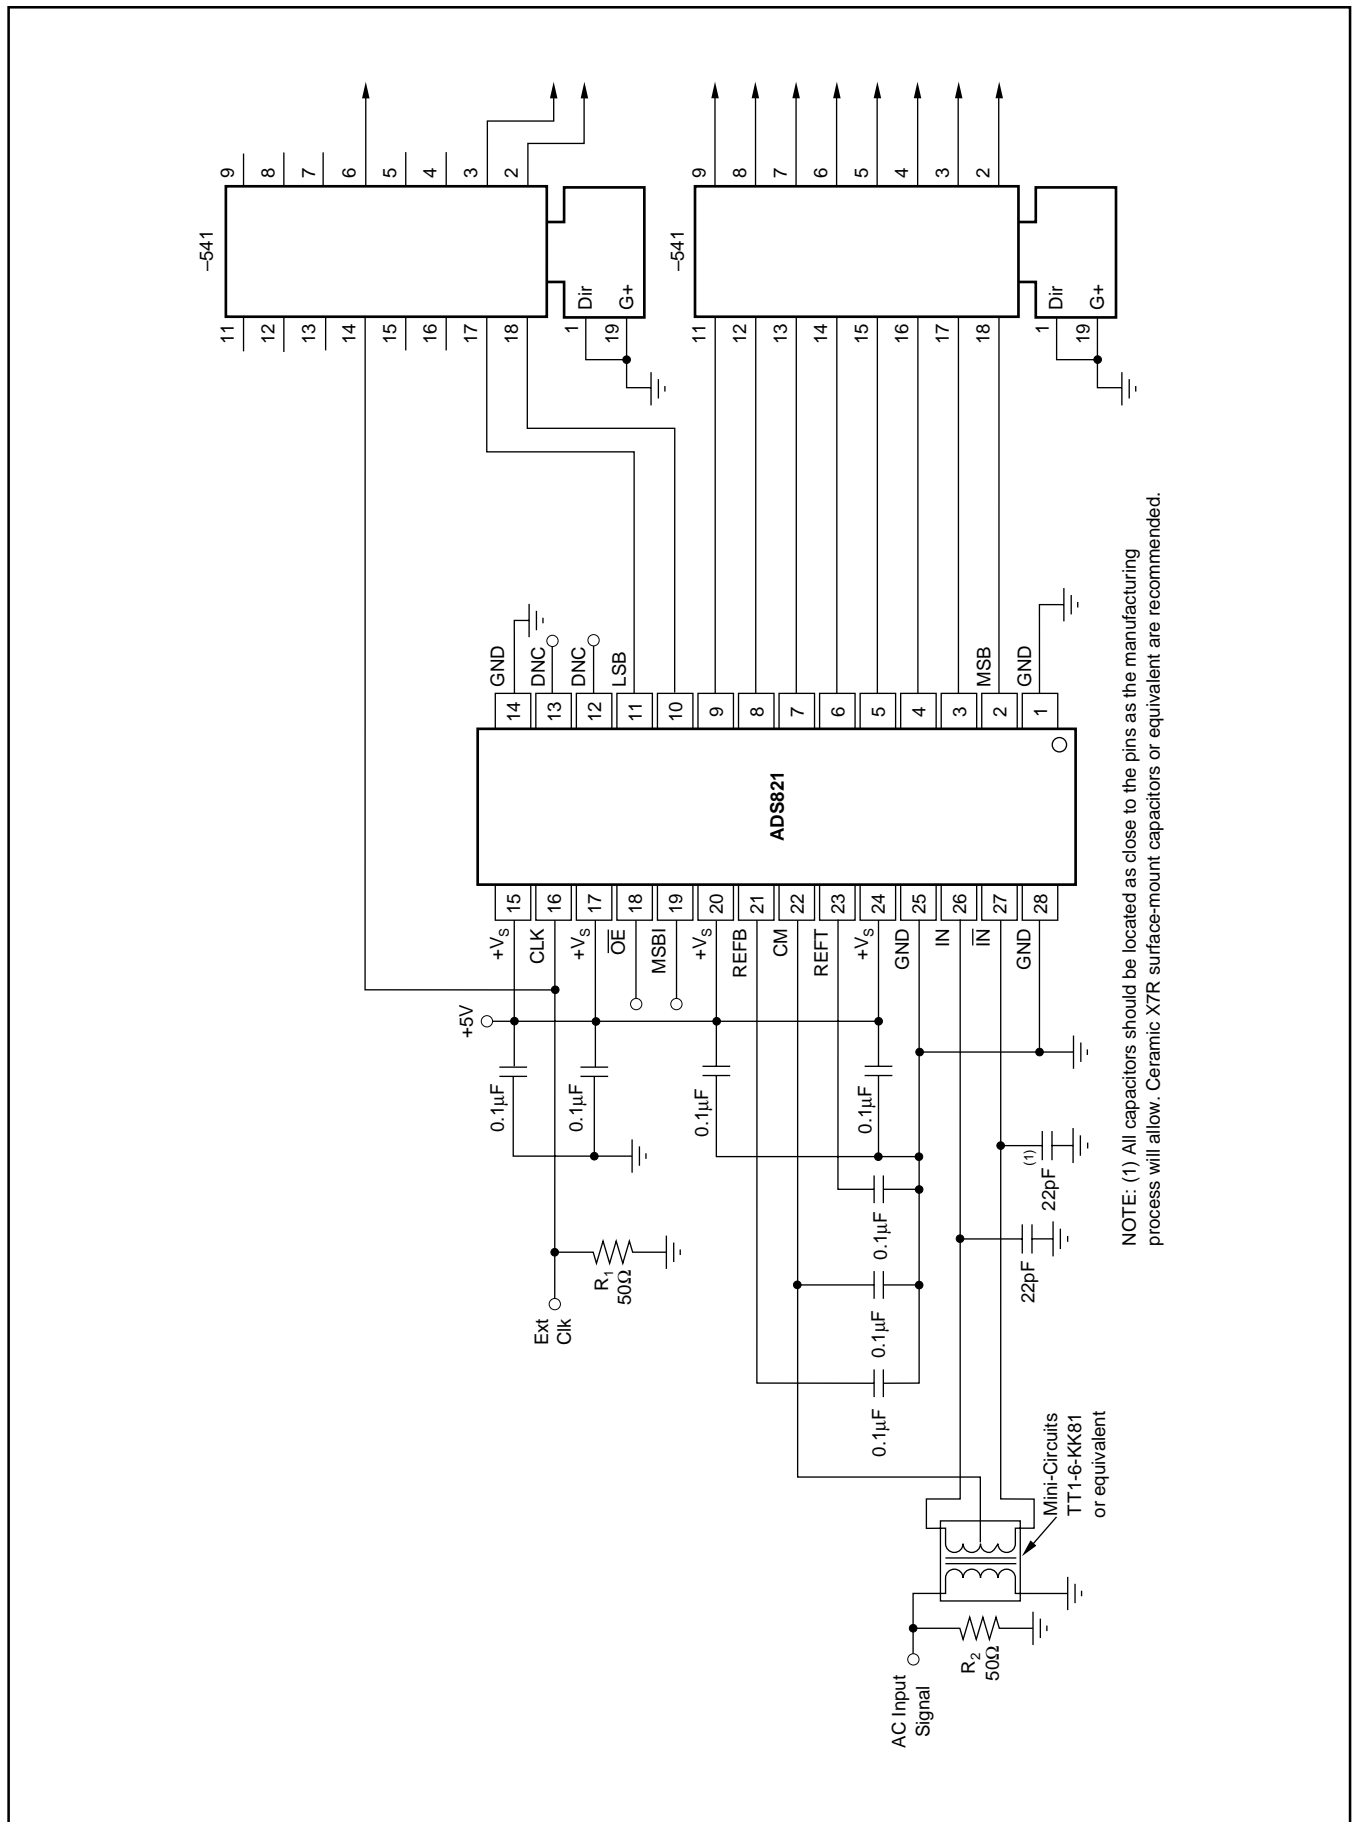 –541
11
12
13
14
15
16
17
18
9
8
7
6
5
4
3
2
1
Dir
19
G+
–541
11
12
13
14
15
16
17
18
9
8
7
6
5
4
3
2
1
Dir
19
G+
+5V
+VS
15
14
GND
CLK
16
13
DNC
+VS
17
12
DNC
OE
18
11
LSB
MSBI
19
10
+VS
20
9
REFB
21
8
CM
22
7
REFT
23
6
+VS
24
5
GND
25
4
IN
26
3
IN
27
2
MSB
GND
28
1
GND
ADS821
0.1µF
0.1µF
0.1µF
0.1µF
0.1µF
0.1µF
0.1µF
Ext
Clk
R1
50Ω
(1)
22pF
22pF
AC Input
Signal
R2
50Ω
Mini-Circuits
TT1-6-KK81
or equivalent
NOTE: (1) All capacitors should be located as close to the pins as the manufacturing
process will allow. Ceramic X7R surface-mount capacitors or equivalent are recommended.